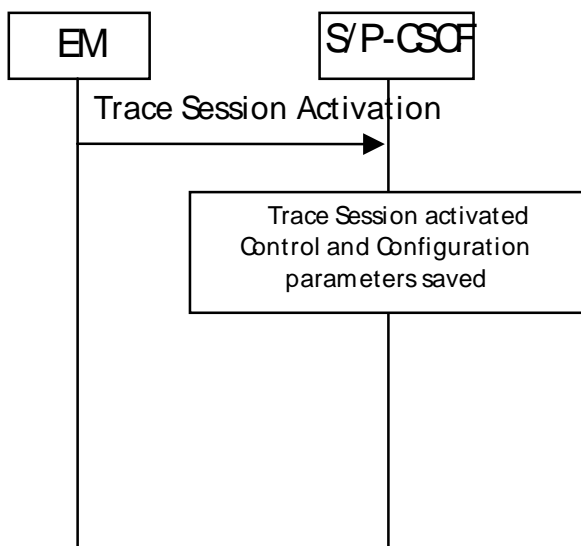 EM
S/P-CSCF
Trace Session Activation
Trace Session activated
Control and Configuration
parameters saved